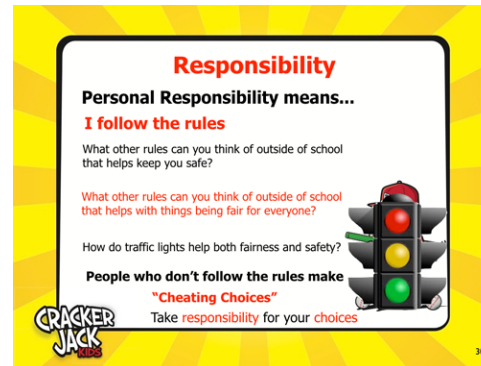 Responsibility
Personal Responsibility means...
I follow the rules
What other rules can you think of outside of school
that helps keep you safe?
What other rules can you think of outside of school
that helps with things being fair for everyone?
How do traffic lights help both fairness and safety?
People who don't follow the rules make
“Cheating Choices”
Take responsibility for your choices
CRACKER
JACK
KIDS